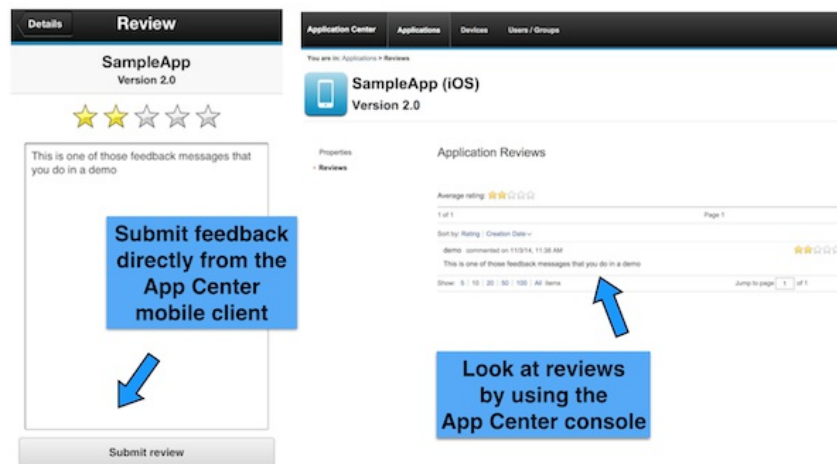 Details
Review
SampleApp
Version 2.0
This is one of those feedback messages that
you do in a demo
Submit feedback
directly from the
App Center
mobile client
Submit review
Application Center
Applications
Devices
Users / Groups
You are in: Applications > Reviews
SampleApp (iOS)
Version 2.0
Properties
Reviews
Application Reviews
Average rating:
1 of 1
Page 1
Sort by: Rating | Creation Date
demo commented on 11/3/14, 11:38 AM
This is one of those feedback messages that you do in a demo
Show: 5 | 10 | 20 | 50 | 100 | All items
Jump to page 1 of 1
Look at reviews
by using the
App Center console